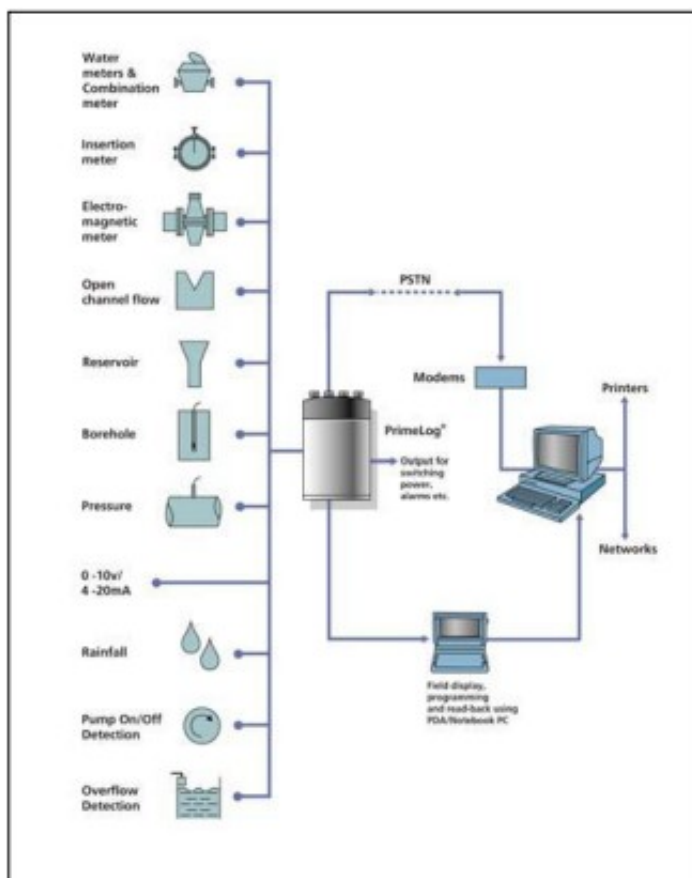 Water
meters &
Combination
meter
Insertion
meter
Electro-
magnetic
meter
Open
channel flow
Reservoir
Borehole
Pressure
0 -10v/
4 -20mA
Rainfall
Pump On/Off
Detection
Overflow
Detection
PSTN
Modems
PrimeLog®
Output for
switching
power,
alarms etc.
Printers
Networks
Field display,
programming
and read-back using
PDA/Notebook PC